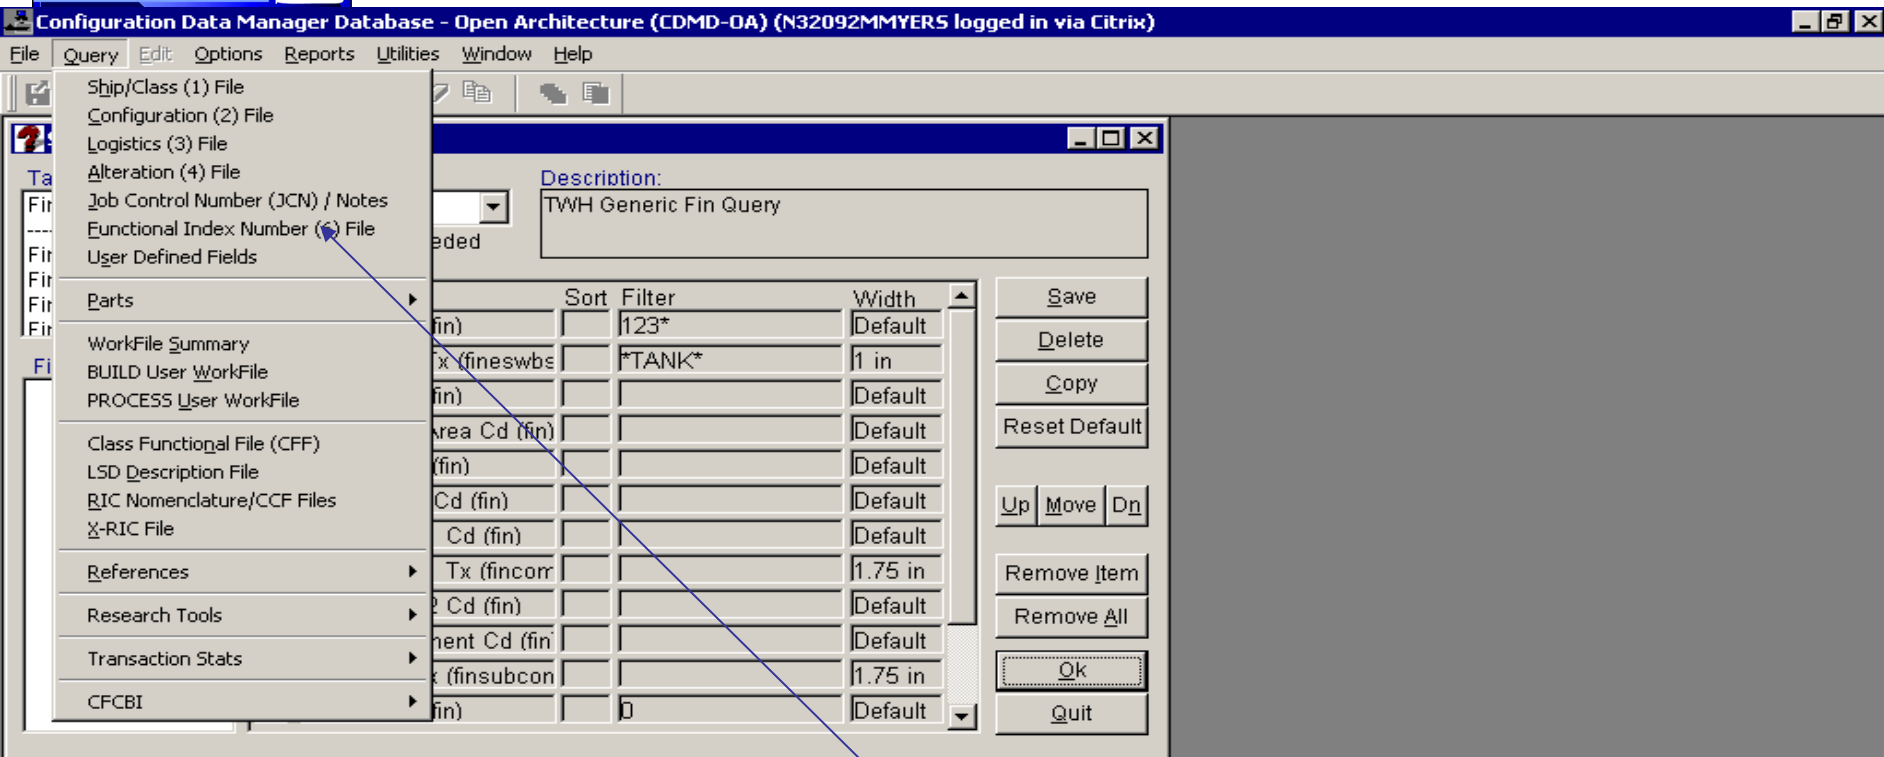 Configuration Data Manager Database - Open Architecture (CDMD-OA) (N32092MMYERS logged in via Citrix)
File Query Edit Options Reports Utilities Window Help
Ship/Class (1) File
Configuration (2) File
Logistics (3) File
Alteration (4) File
Job Control Number (JCN) / Notes
Functional Index Number (6) File
User Defined Fields
Parts
WorkFile Summary
BUILD User WorkFile
PROCESS User WorkFile
Class Functional File (CFF)
LSD Description File
RIC Nomenclature/CCF Files
X-RIC File
References
Research Tools
Transaction Stats
CFCBI
Description:
TWH Generic Fin Query
Sort Filter Width
fin) 123* Default
Tx (fineswbs *TANK* 1 in
fin) Default
Area Cd (fin) Default
(fin) Default
Cd (fin) Default
Cd (fin) Default
Tx (fincom 1.75 in
2 Cd (fin) Default
nent Cd (fin Default
(finsubcon 1.75 in
fin) 0 Default
Save
Delete
Copy
Reset Default
Up Move Dn
Remove Item
Remove All
Ok
Quit